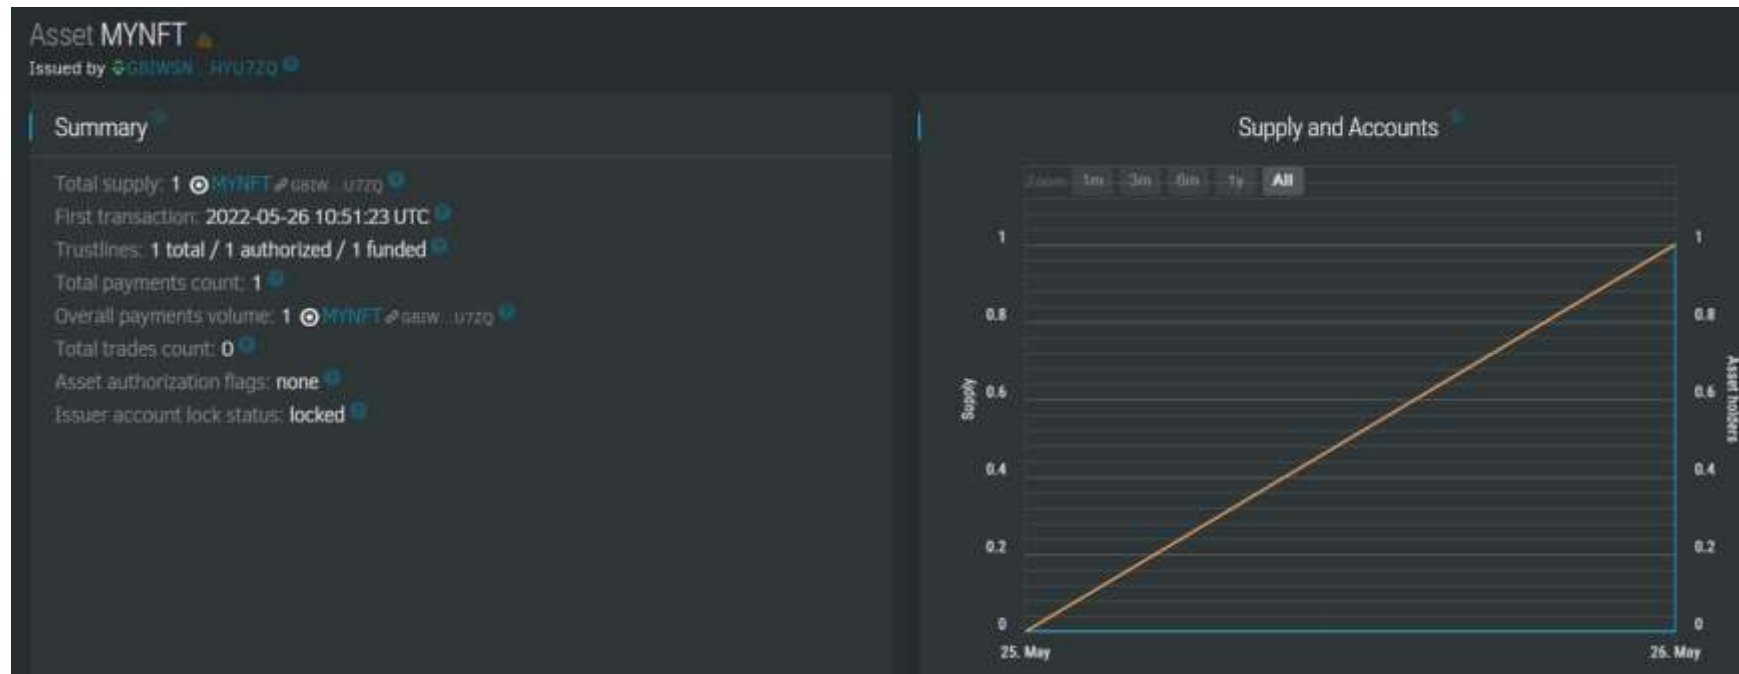 Asset MYNFT
Issued by GBIWSN...HYU7ZQ
Summary
Total supply: 1 MYNFT GBIW...U7ZQ
First transaction: 2022-05-26 10:51:23 UTC
Trustlines: 1 total / 1 authorized / 1 funded
Total payments count: 1
Overall payments volume: 1 MYNFT GBIW...U7ZQ
Total trades count: 0
Asset authorization flags: none
Issuer account lock status: locked
Supply and Accounts
Zoom 1m 3m 6m 1y All
1 1
0.8 0.8
0.6 0.6
0.4 0.4
0.2 0.2
0 0
Supply
Asset holders
25. May 26. May